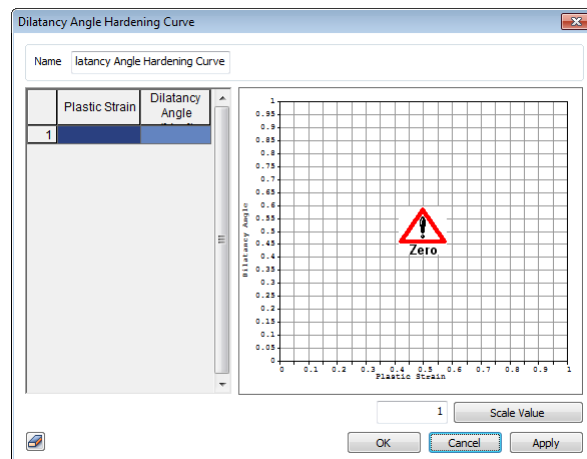 Dilatancy Angle Hardening Curve
Name latancy Angle Hardening Curve
Plastic Strain
Dilatancy
Angle
1
1
0.95
0.9
0.85
0.8
0.75
0.7
0.65
0.6
0.55
0.5
0.45
0.4
0.35
0.3
0.25
0.2
0.15
0.1
0.05
0
Dilatancy Angle
Zero
0 0.1 0.2 0.3 0.4 0.5 0.6 0.7 0.8 0.9 1
Plastic Strain
1 Scale Value
OK Cancel Apply